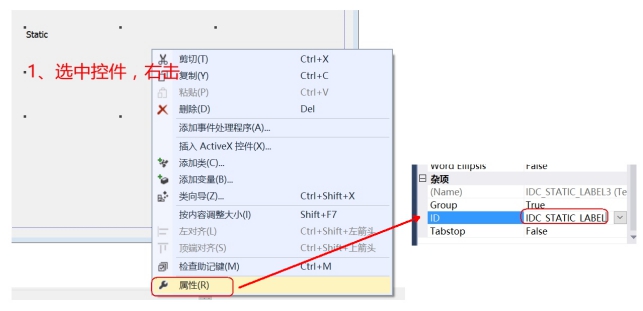 Static
1、选中控件，右击
剪切(T) Ctrl+X
复制(Y) Ctrl+C
粘贴(P) Ctrl+V
删除(D) Del
添加事件处理程序(A)...
插入 ActiveX 控件(X)...
添加类(C)...
添加变量(B)...
类向导(Z)... Ctrl+Shift+X
按内容调整大小(I) Shift+F7
左对齐(L) Ctrl+Shift+左箭头
顶端对齐(S) Ctrl+Shift+上箭头
检查助记键(M) Ctrl+M
属性(R)
Word Ellipsis False
杂项
(Name) IDC_STATIC_LABEL3 (Te
Group True
ID IDC_STATIC_LABEL
Tabstop False